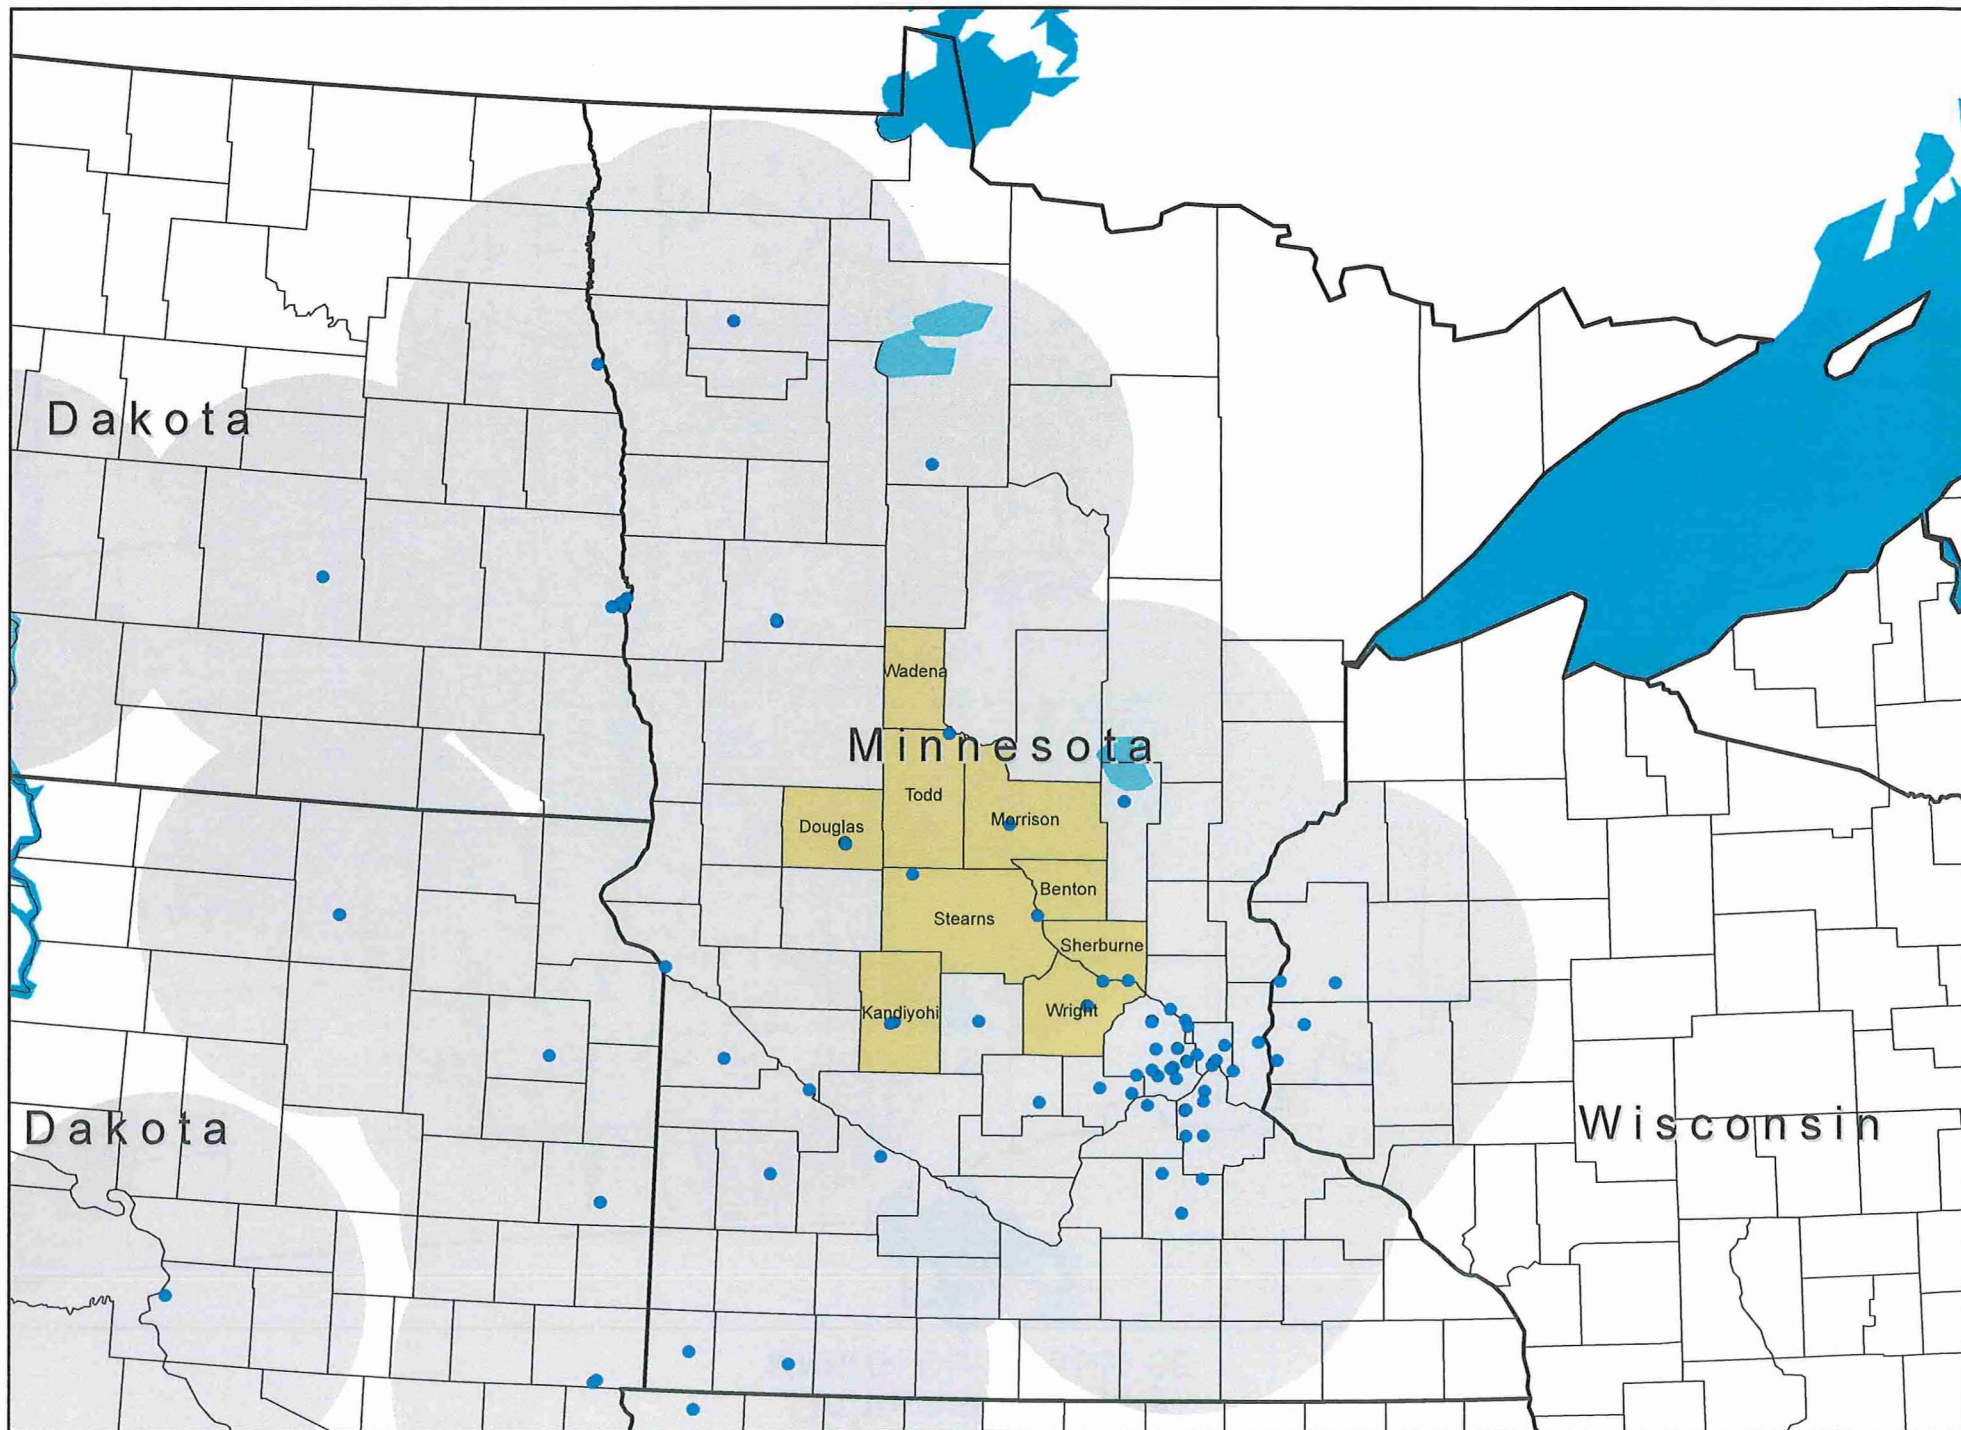 Dakota
Wadena
Minnesota
Todd
Douglas
Morrison
Benton
Stearns
Sherburne
Kandiyohi
Wright
Dakota
Wisconsin